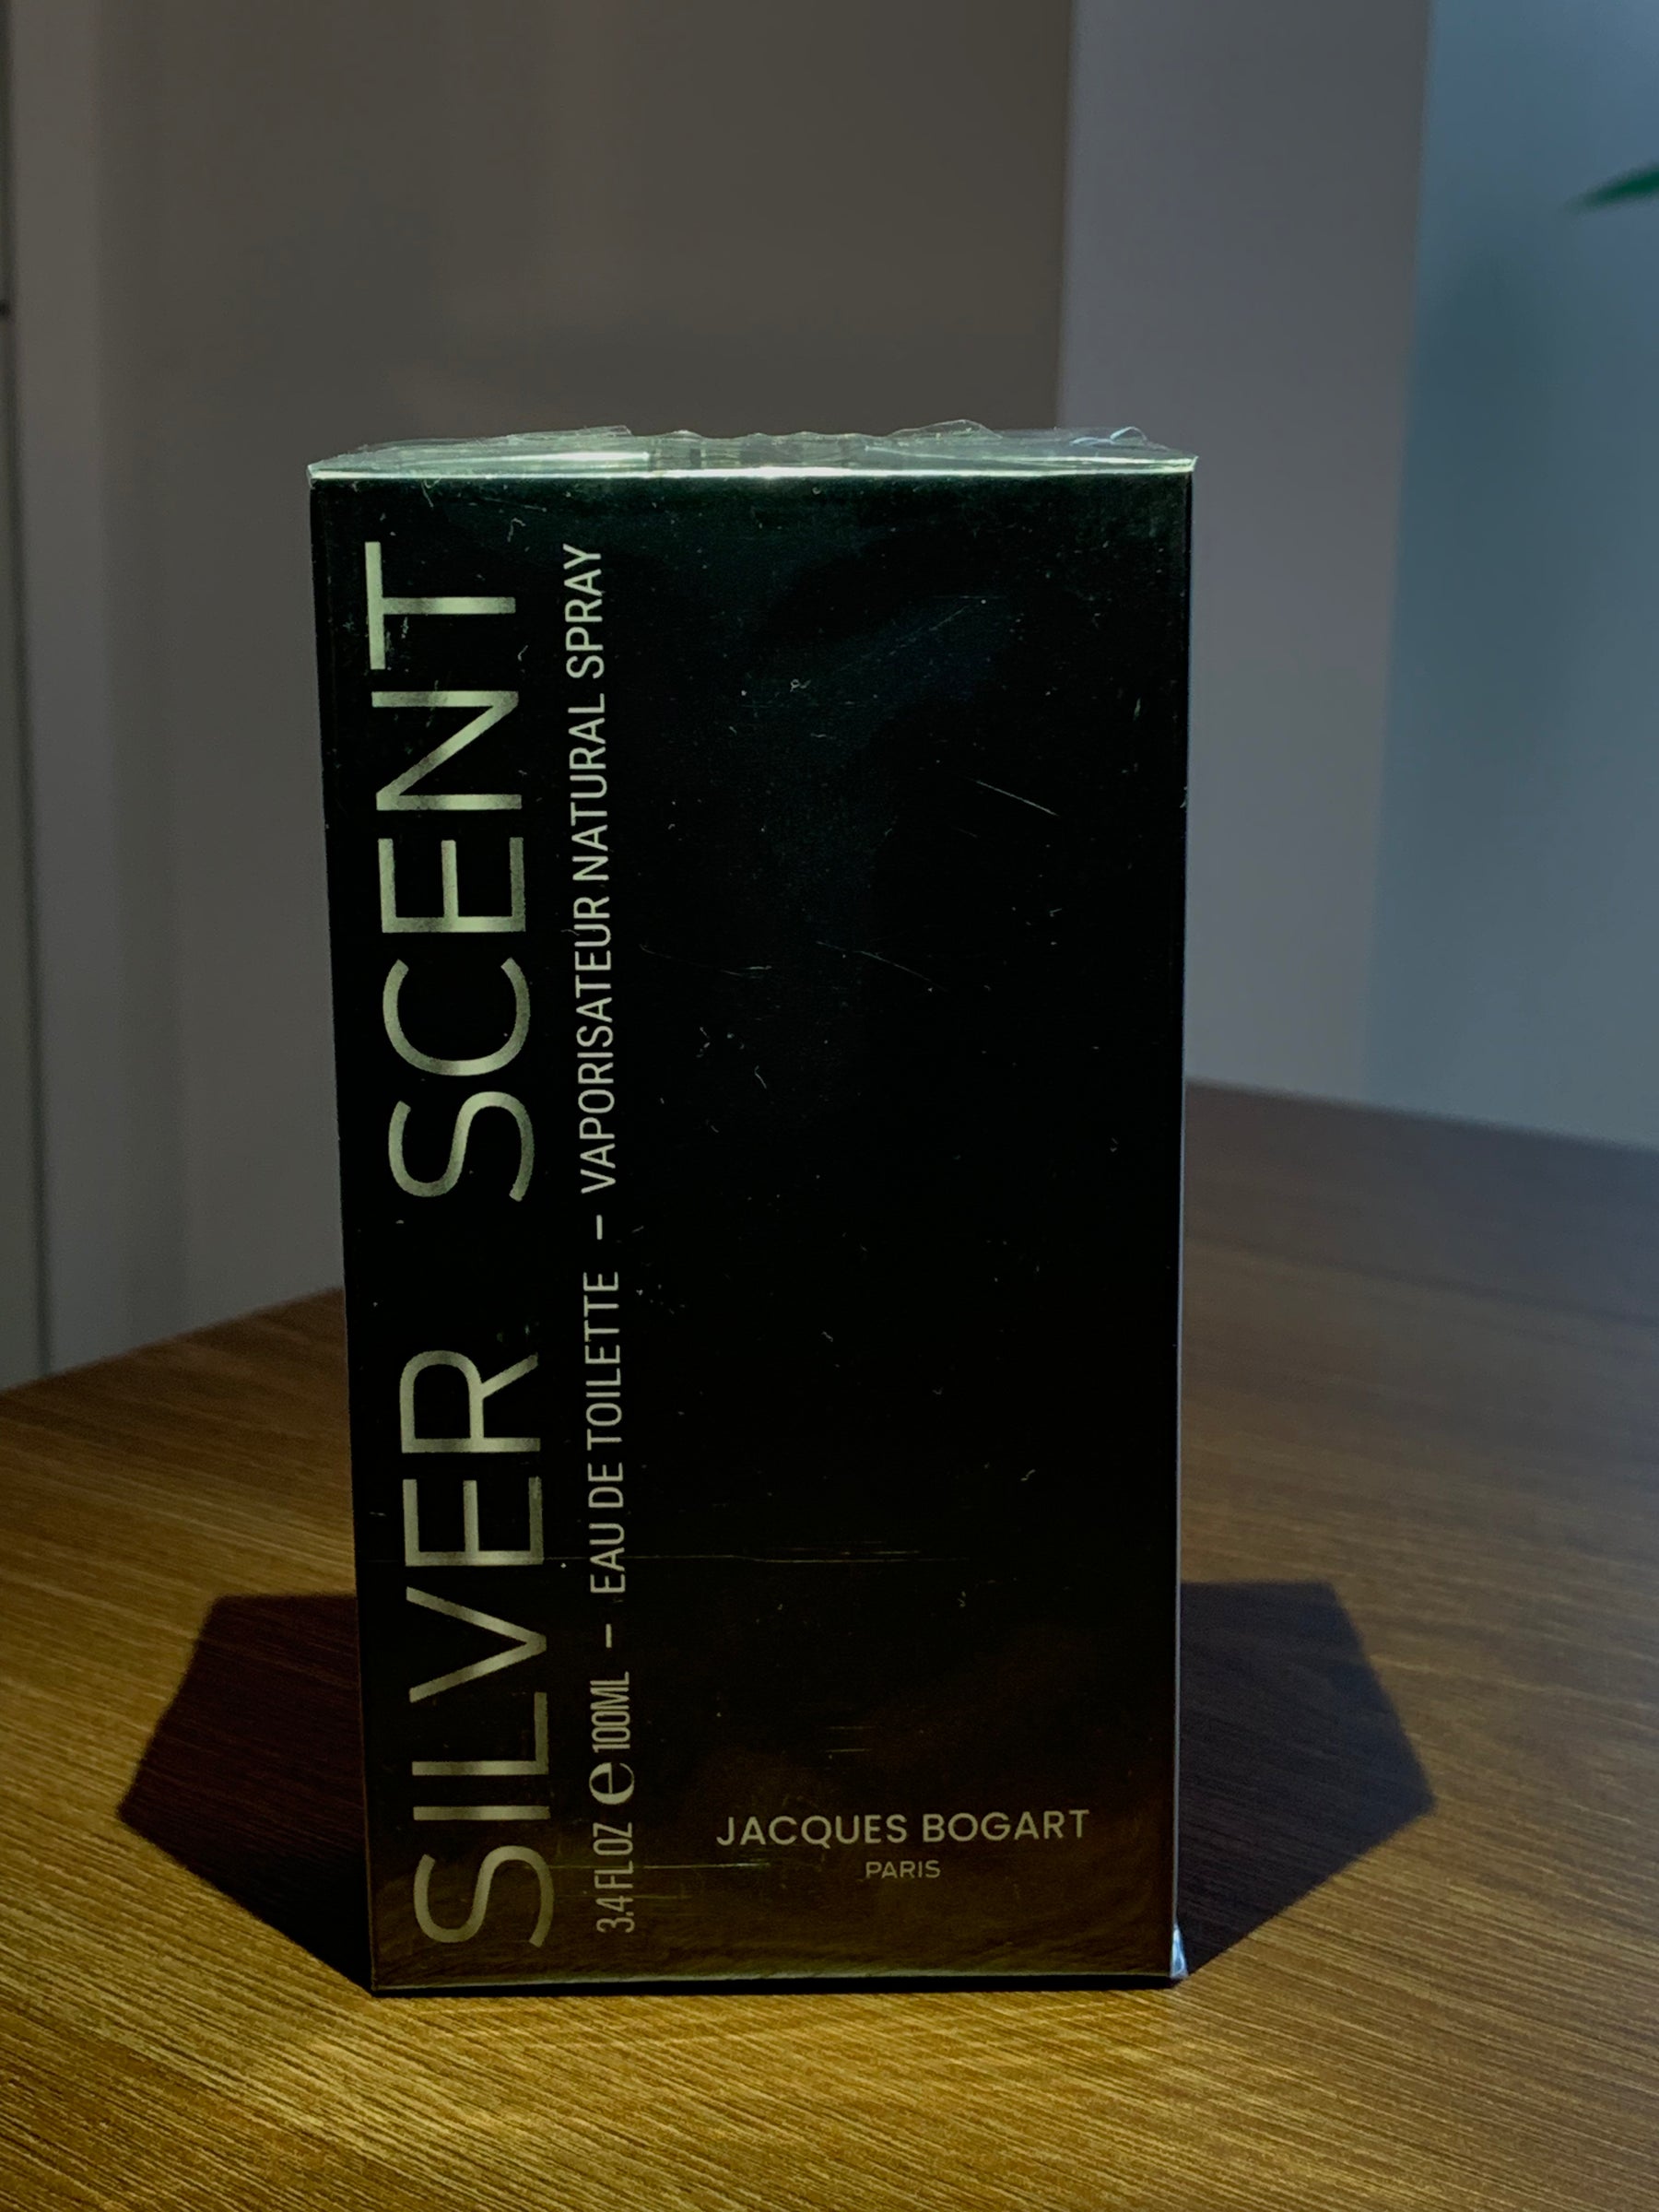 SILVER SCENT
3.4 FL OZ e 100ML – EAU DE TOILETTE – VAPORISATEUR NATURAL SPRAY
JACQUES BOGART
PARIS